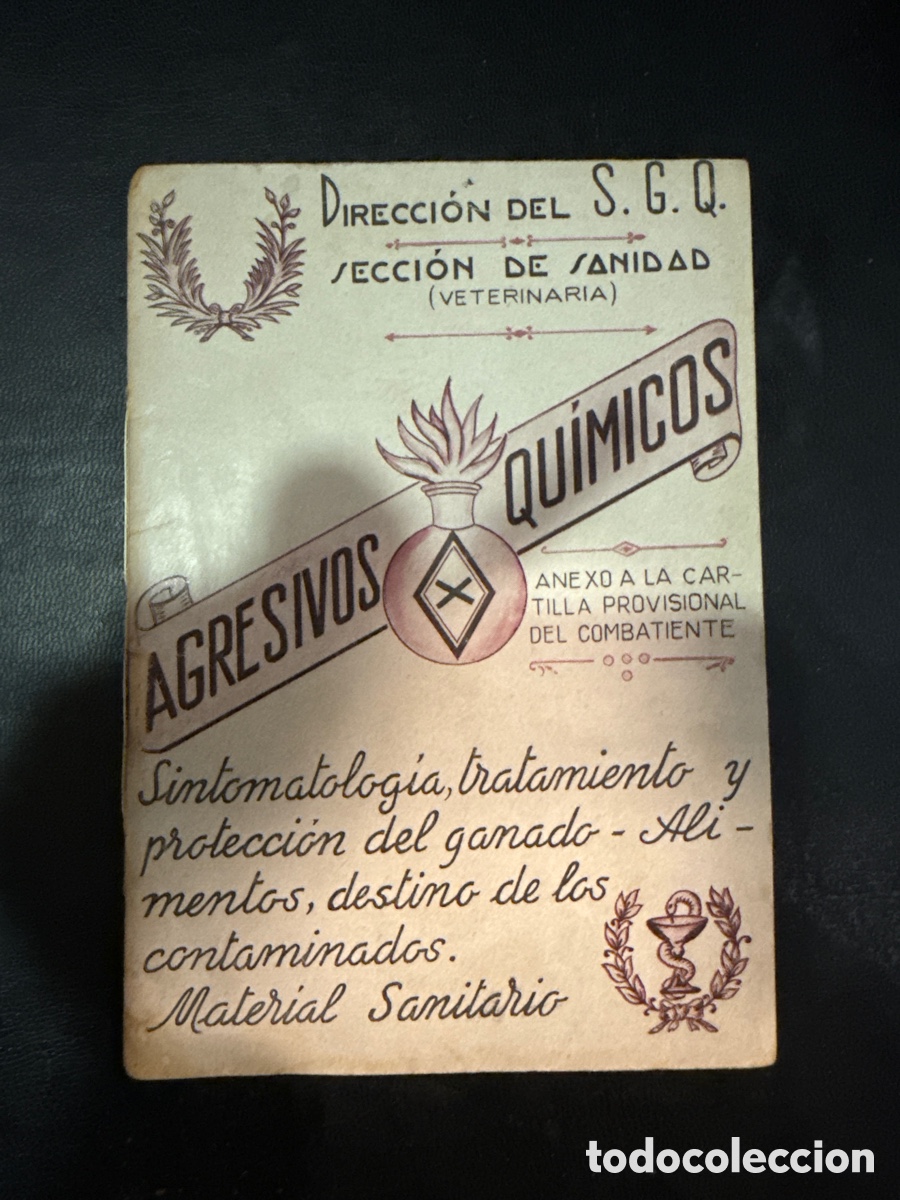 DIRECCIÓN DEL S. G. Q.
SECCIÓN DE SANIDAD
(VETERINARIA)
AGRESIVOS QUÍMICOS
X
ANEXO A LA CAR-
TILLA PROVISIONAL
DEL COMBATIENTE
Sintomatología, tratamiento y
protección del ganado - Ali-
mentos, destino de los
contaminados.
Material Sanitario
todocoleccion